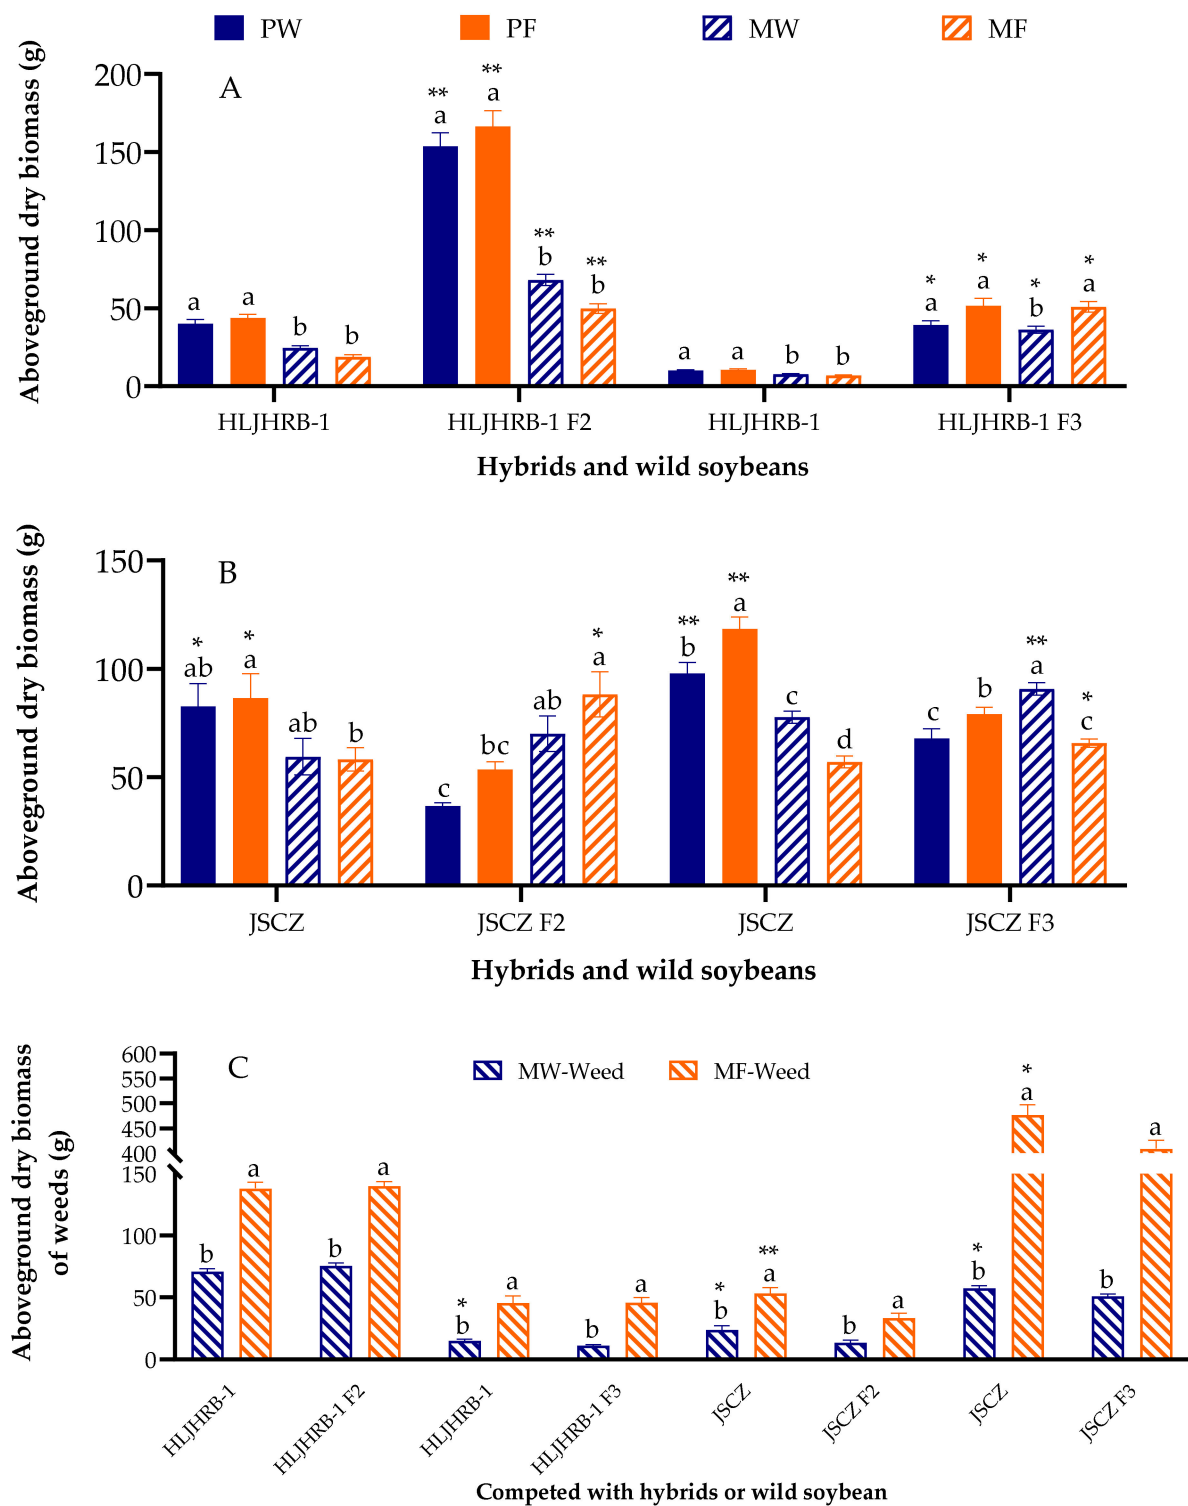 PW PF MW MF
Aboveground dry biomass (g)
A
200
150
100
50
0
** **
a a
** **
b b
a a b b
a a b b
* * * *
a a b a
HLJHRB-1 HLJHRB-1 F2 HLJHRB-1 HLJHRB-1 F3
Hybrids and wild soybeans
Aboveground dry biomass (g)
B
150
100
50
0
* *
ab a ab b
*
c bc ab a
** **
b a c d
** *
c b a c
JSCZ JSCZ F2 JSCZ JSCZ F3
Hybrids and wild soybeans
Aboveground dry biomass
of weeds (g)
C
MW-Weed MF-Weed
600
550
500
450
400
150
100
50
0
b a
b a
*
b a
b a
* **
b a
b a
* *
b a
b a
HLJHRB-1
HLJHRB-1 F2
HLJHRB-1
HLJHRB-1 F3
JSCZ
JSCZ F2
JSCZ
JSCZ F3
Competed with hybrids or wild soybean